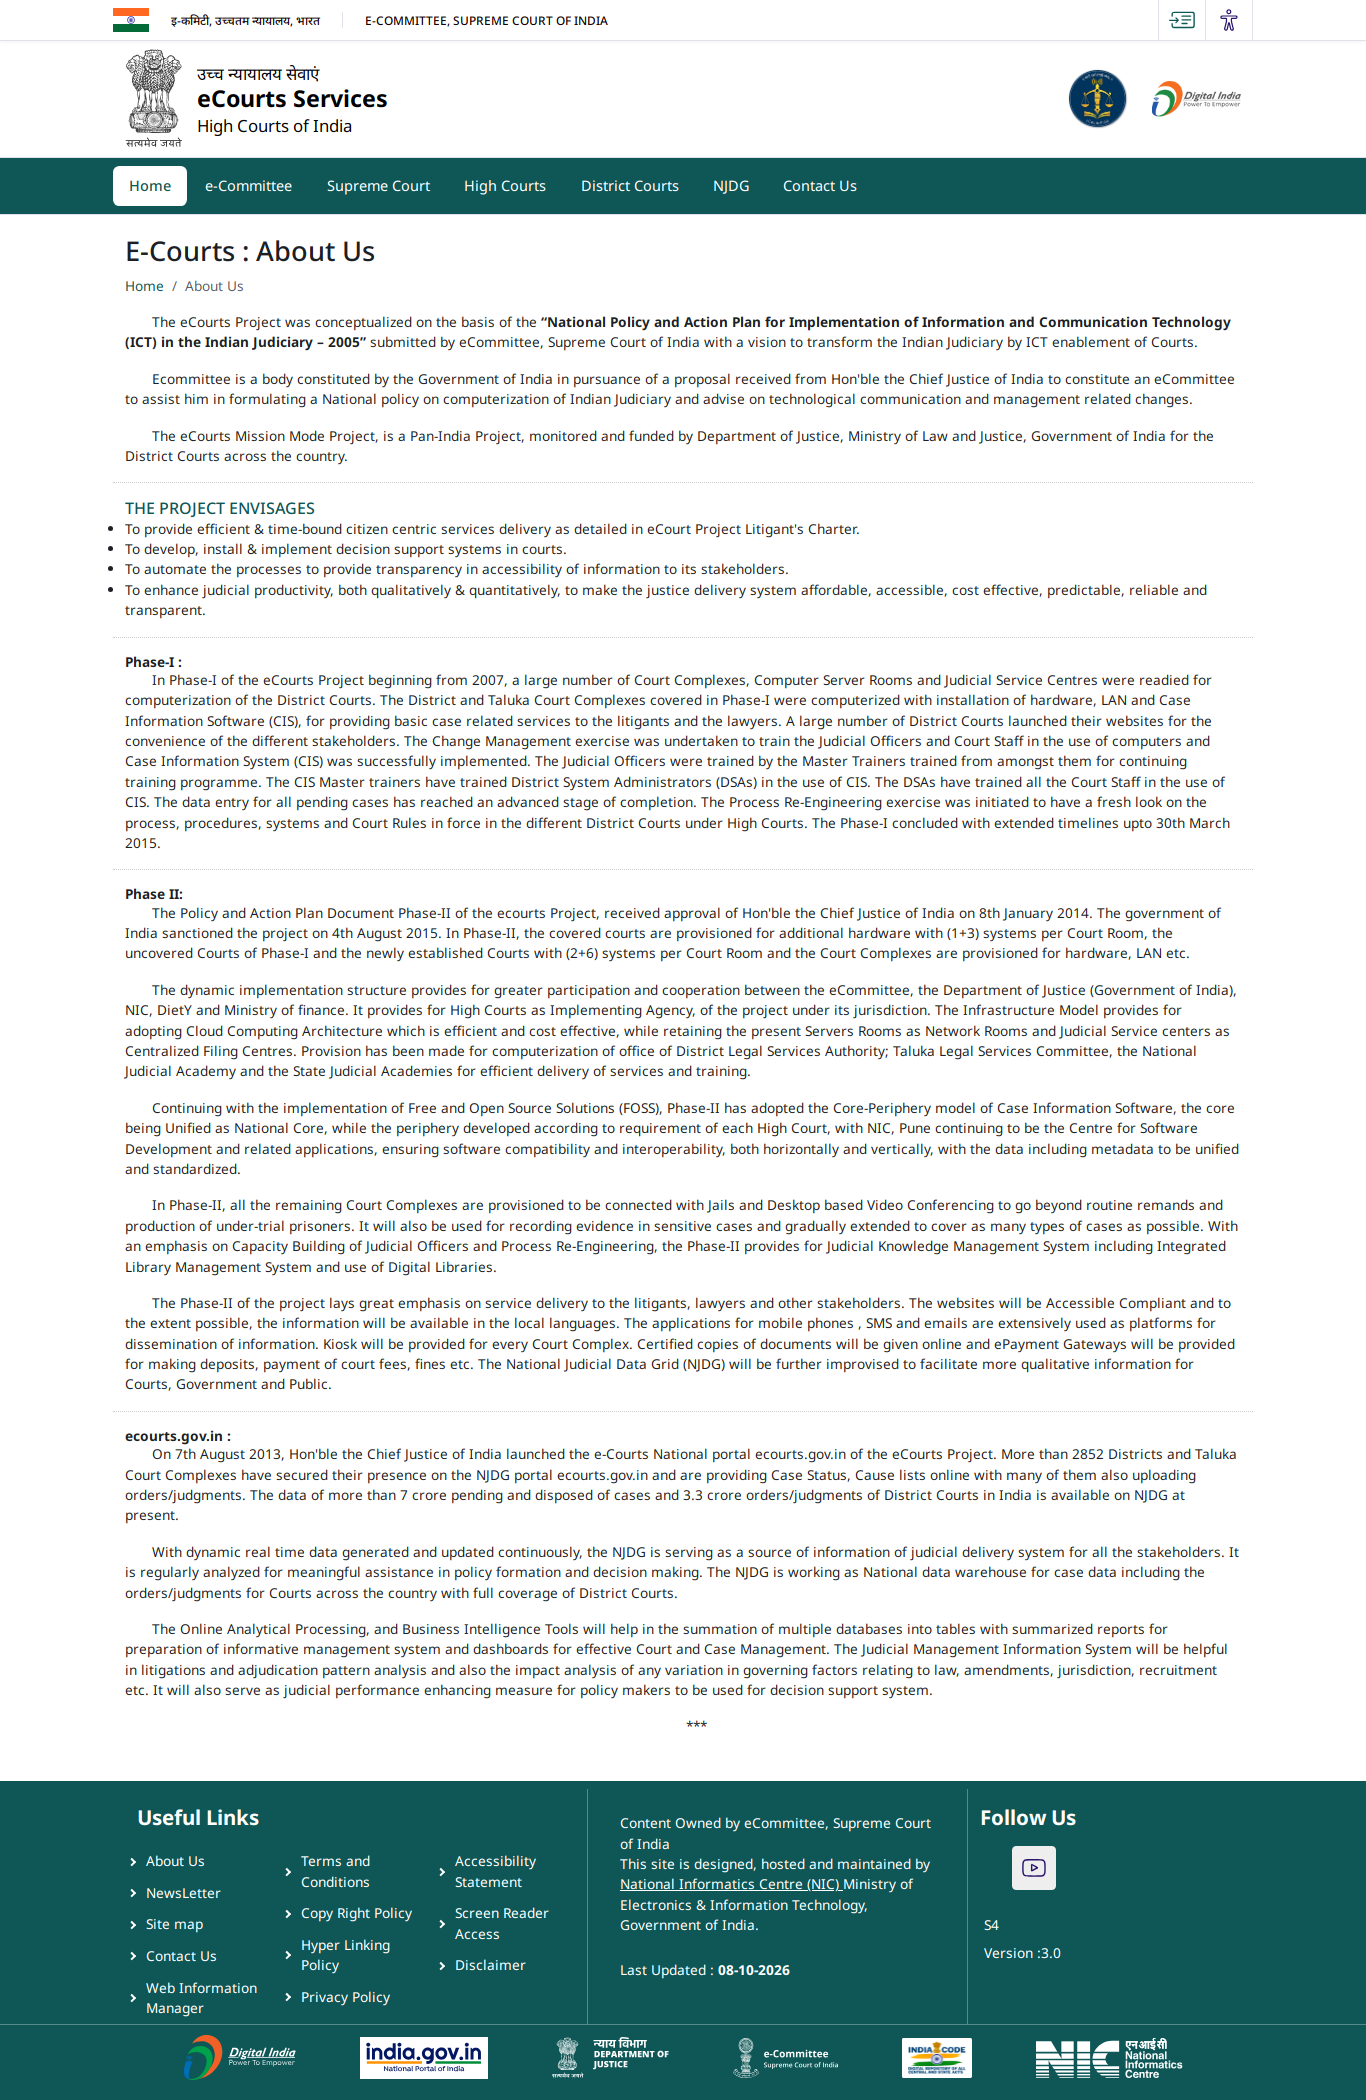 इ-कमिटी, उच्चतम न्यायालय, भारत
E-COMMITTEE, SUPREME COURT OF INDIA
सत्यमेव जयते
उच्च न्यायालय सेवाएं
eCourts Services
High Courts of India
Digital India
Power To Empower
Home
e-Committee
Supreme Court
High Courts
District Courts
NJDG
Contact Us
E-Courts : About Us
Home / About Us
The eCourts Project was conceptualized on the basis of the “National Policy and Action Plan for Implementation of Information and Communication Technology
(ICT) in the Indian Judiciary – 2005” submitted by eCommittee, Supreme Court of India with a vision to transform the Indian Judiciary by ICT enablement of Courts.
Ecommittee is a body constituted by the Government of India in pursuance of a proposal received from Hon'ble the Chief Justice of India to constitute an eCommittee
to assist him in formulating a National policy on computerization of Indian Judiciary and advise on technological communication and management related changes.
The eCourts Mission Mode Project, is a Pan-India Project, monitored and funded by Department of Justice, Ministry of Law and Justice, Government of India for the
District Courts across the country.
THE PROJECT ENVISAGES
• To provide efficient & time-bound citizen centric services delivery as detailed in eCourt Project Litigant's Charter.
• To develop, install & implement decision support systems in courts.
• To automate the processes to provide transparency in accessibility of information to its stakeholders.
• To enhance judicial productivity, both qualitatively & quantitatively, to make the justice delivery system affordable, accessible, cost effective, predictable, reliable and
transparent.
Phase-I :
In Phase-I of the eCourts Project beginning from 2007, a large number of Court Complexes, Computer Server Rooms and Judicial Service Centres were readied for
computerization of the District Courts. The District and Taluka Court Complexes covered in Phase-I were computerized with installation of hardware, LAN and Case
Information Software (CIS), for providing basic case related services to the litigants and the lawyers. A large number of District Courts launched their websites for the
convenience of the different stakeholders. The Change Management exercise was undertaken to train the Judicial Officers and Court Staff in the use of computers and
Case Information System (CIS) was successfully implemented. The Judicial Officers were trained by the Master Trainers trained from amongst them for continuing
training programme. The CIS Master trainers have trained District System Administrators (DSAs) in the use of CIS. The DSAs have trained all the Court Staff in the use of
CIS. The data entry for all pending cases has reached an advanced stage of completion. The Process Re-Engineering exercise was initiated to have a fresh look on the
process, procedures, systems and Court Rules in force in the different District Courts under High Courts. The Phase-I concluded with extended timelines upto 30th March
2015.
Phase II:
The Policy and Action Plan Document Phase-II of the ecourts Project, received approval of Hon'ble the Chief Justice of India on 8th January 2014. The government of
India sanctioned the project on 4th August 2015. In Phase-II, the covered courts are provisioned for additional hardware with (1+3) systems per Court Room, the
uncovered Courts of Phase-I and the newly established Courts with (2+6) systems per Court Room and the Court Complexes are provisioned for hardware, LAN etc.
The dynamic implementation structure provides for greater participation and cooperation between the eCommittee, the Department of Justice (Government of India),
NIC, DietY and Ministry of finance. It provides for High Courts as Implementing Agency, of the project under its jurisdiction. The Infrastructure Model provides for
adopting Cloud Computing Architecture which is efficient and cost effective, while retaining the present Servers Rooms as Network Rooms and Judicial Service centers as
Centralized Filing Centres. Provision has been made for computerization of office of District Legal Services Authority; Taluka Legal Services Committee, the National
Judicial Academy and the State Judicial Academies for efficient delivery of services and training.
Continuing with the implementation of Free and Open Source Solutions (FOSS), Phase-II has adopted the Core-Periphery model of Case Information Software, the core
being Unified as National Core, while the periphery developed according to requirement of each High Court, with NIC, Pune continuing to be the Centre for Software
Development and related applications, ensuring software compatibility and interoperability, both horizontally and vertically, with the data including metadata to be unified
and standardized.
In Phase-II, all the remaining Court Complexes are provisioned to be connected with Jails and Desktop based Video Conferencing to go beyond routine remands and
production of under-trial prisoners. It will also be used for recording evidence in sensitive cases and gradually extended to cover as many types of cases as possible. With
an emphasis on Capacity Building of Judicial Officers and Process Re-Engineering, the Phase-II provides for Judicial Knowledge Management System including Integrated
Library Management System and use of Digital Libraries.
The Phase-II of the project lays great emphasis on service delivery to the litigants, lawyers and other stakeholders. The websites will be Accessible Compliant and to
the extent possible, the information will be available in the local languages. The applications for mobile phones , SMS and emails are extensively used as platforms for
dissemination of information. Kiosk will be provided for every Court Complex. Certified copies of documents will be given online and ePayment Gateways will be provided
for making deposits, payment of court fees, fines etc. The National Judicial Data Grid (NJDG) will be further improvised to facilitate more qualitative information for
Courts, Government and Public.
ecourts.gov.in :
On 7th August 2013, Hon'ble the Chief Justice of India launched the e-Courts National portal ecourts.gov.in of the eCourts Project. More than 2852 Districts and Taluka
Court Complexes have secured their presence on the NJDG portal ecourts.gov.in and are providing Case Status, Cause lists online with many of them also uploading
orders/judgments. The data of more than 7 crore pending and disposed of cases and 3.3 crore orders/judgments of District Courts in India is available on NJDG at
present.
With dynamic real time data generated and updated continuously, the NJDG is serving as a source of information of judicial delivery system for all the stakeholders. It
is regularly analyzed for meaningful assistance in policy formation and decision making. The NJDG is working as National data warehouse for case data including the
orders/judgments for Courts across the country with full coverage of District Courts.
The Online Analytical Processing, and Business Intelligence Tools will help in the summation of multiple databases into tables with summarized reports for
preparation of informative management system and dashboards for effective Court and Case Management. The Judicial Management Information System will be helpful
in litigations and adjudication pattern analysis and also the impact analysis of any variation in governing factors relating to law, amendments, jurisdiction, recruitment
etc. It will also serve as judicial performance enhancing measure for policy makers to be used for decision support system.
***
Useful Links
About Us
NewsLetter
Site map
Contact Us
Web Information
Manager
Terms and
Conditions
Copy Right Policy
Hyper Linking
Policy
Privacy Policy
Accessibility
Statement
Screen Reader
Access
Disclaimer
Content Owned by eCommittee, Supreme Court
of India
This site is designed, hosted and maintained by
National Informatics Centre (NIC) Ministry of
Electronics & Information Technology,
Government of India.
Last Updated : 08-10-2026
Follow Us
S4
Version :3.0
Digital India
Power To Empower
india.gov.in
National Portal of India
सत्यमेव जयते
न्याय विभाग
DEPARTMENT OF
JUSTICE
e-Committee
Supreme Court of India
INDIA CODE
DIGITAL REPOSITORY OF ALL
CENTRAL AND STATE ACTS
NIC
एनआईसी
National
Informatics
Centre